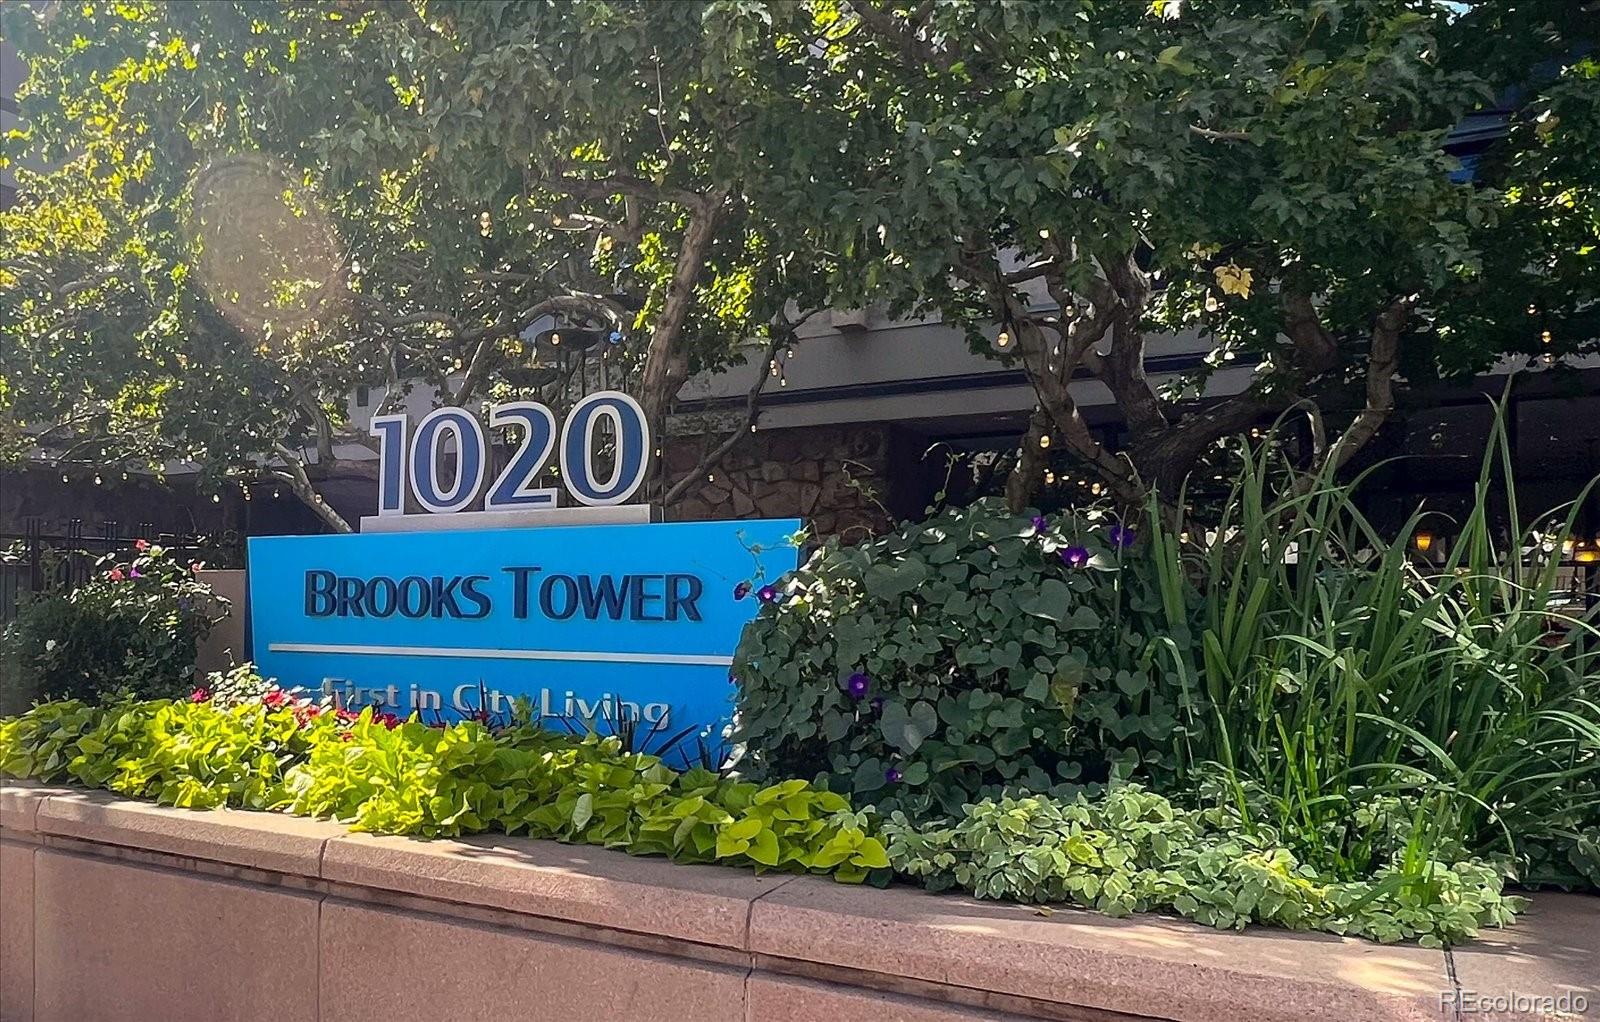 1020
BROOKS TOWER
First in City Living
REcolorado